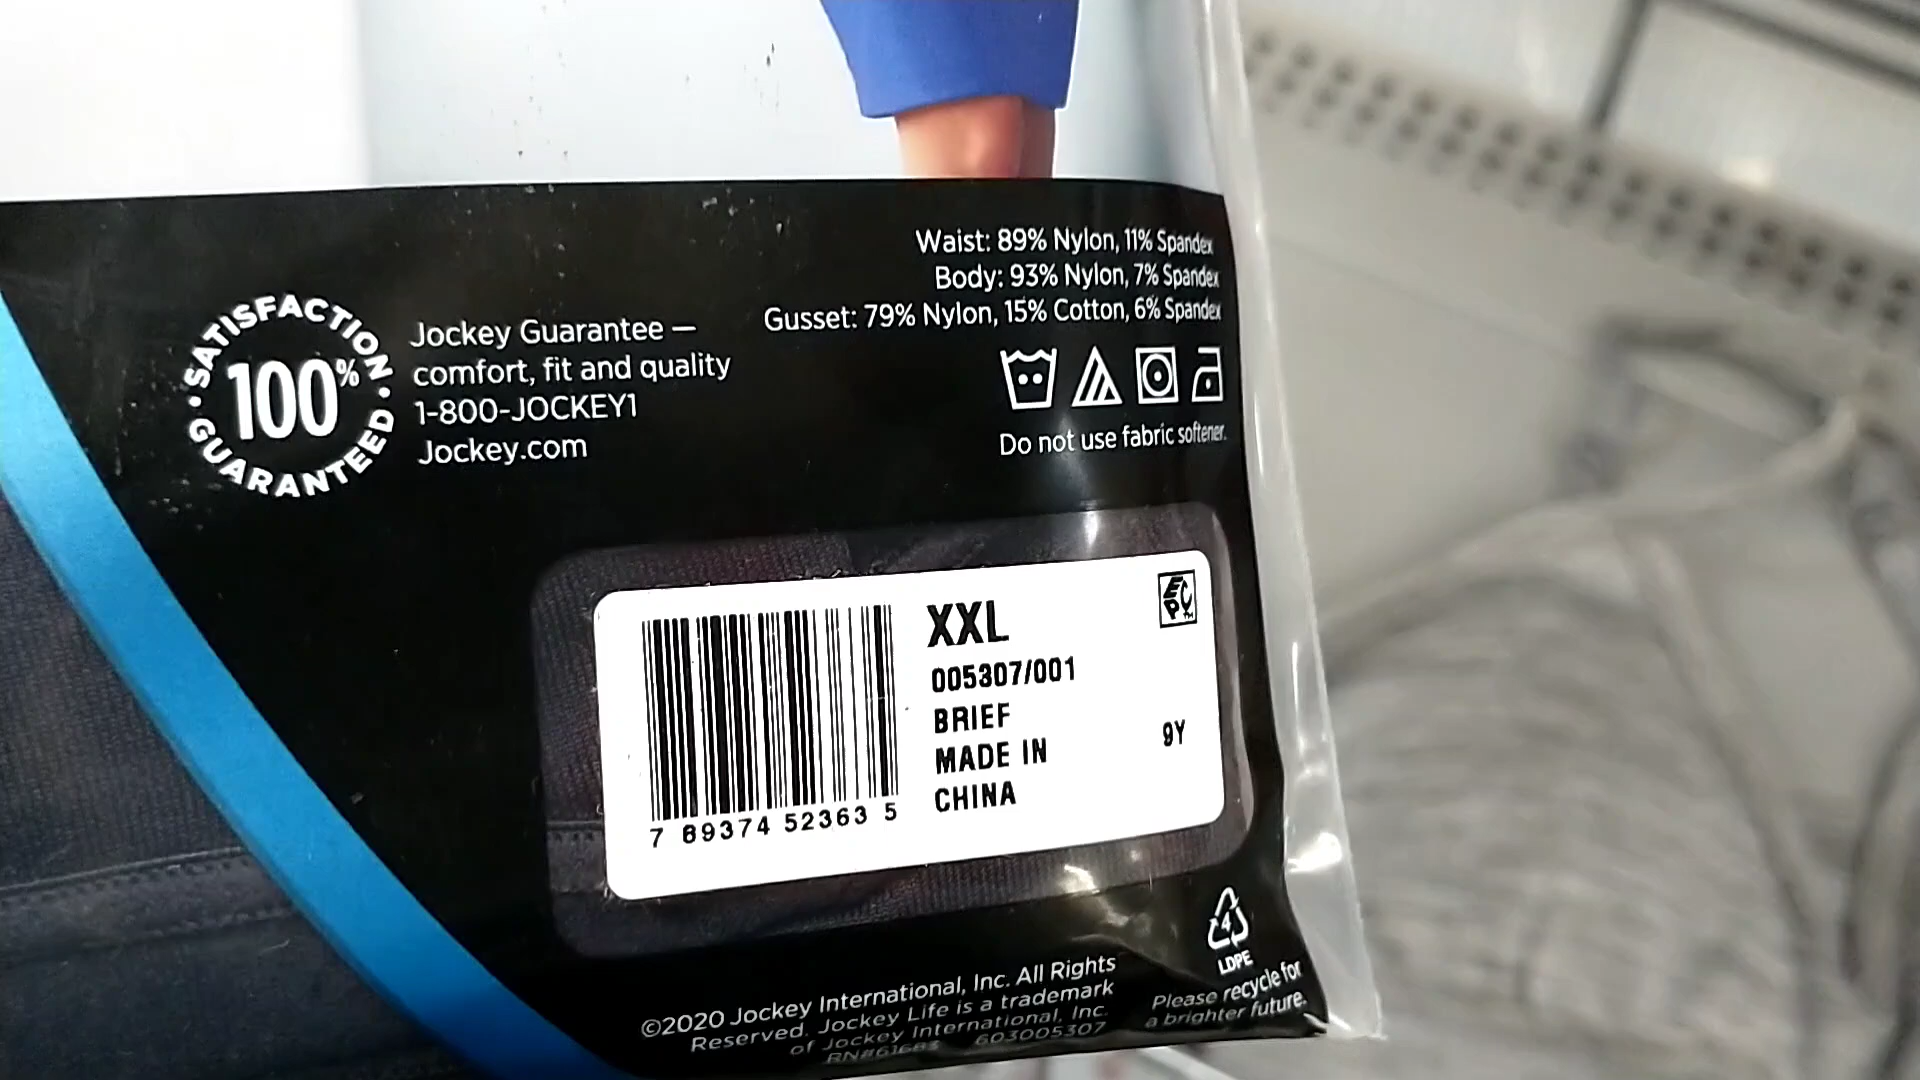 Waist: 89% Nylon, 11% Spandex
Body: 93% Nylon, 7% Spandex
Gusset: 79% Nylon, 15% Cotton, 6% Spandex
Do not use fabric softener.
SATISFACTION
100%
GUARANTEED
Jockey Guarantee —
comfort, fit and quality
1-800-JOCKEY1
Jockey.com
XXL
005307/001
BRIEF
MADE IN
CHINA
9Y
EPC
7 89374 52363 5
4
LDPE
Please recycle for
a brighter future.
©2020 Jockey International, Inc. All Rights
Reserved. Jockey Life is a trademark
of Jockey International, Inc.
603005307